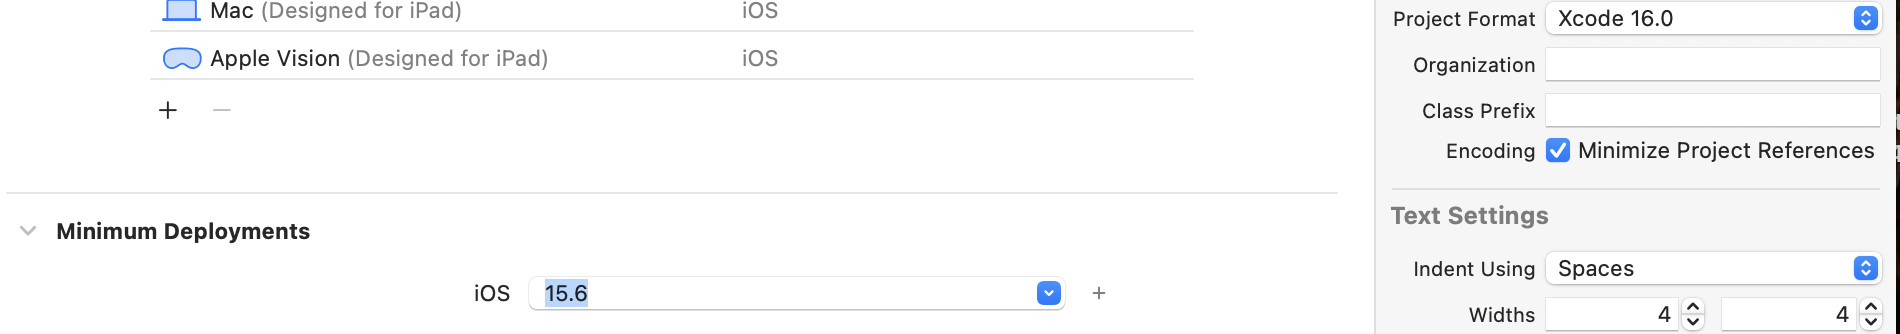 Mac (Designed for iPad) iOS
Apple Vision (Designed for iPad) iOS
Minimum Deployments
iOS 15.6
Project Format Xcode 16.0
Organization
Class Prefix
Encoding Minimize Project References
Text Settings
Indent Using Spaces
Widths 4 4